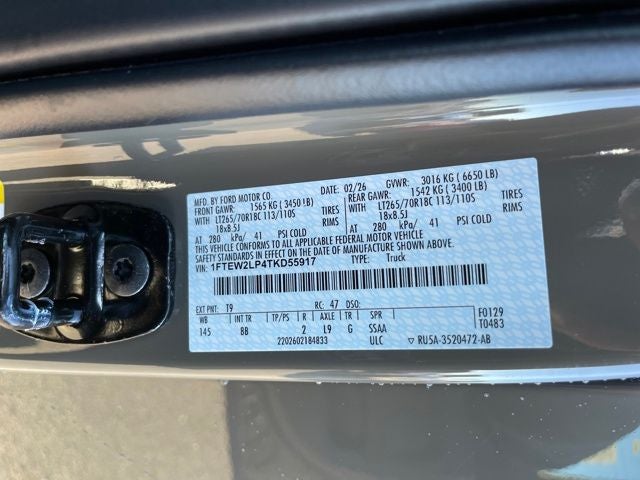 MFD. BY FORD MOTOR CO.
DATE: 02/26 GVWR: 3016 KG ( 6650 LB)
FRONT GAWR: 1565 KG ( 3450 LB) REAR GAWR: 1542 KG ( 3400 LB)
WITH LT265/70R18C 113/110S TIRES WITH LT265/70R18C 113/110S TIRES
18x8.5J RIMS 18x8.5J RIMS
AT 280 kPa/ 41 PSI COLD AT 280 kPa/ 41 PSI COLD
THIS VEHICLE CONFORMS TO ALL APPLICABLE FEDERAL MOTOR VEHICLE
SAFETY STANDARDS IN EFFECT ON THE DATE OF MANUFACTURE SHOWN ABOVE.
VIN: 1FTEW2LP4TKD55917 TYPE: Truck
EXT PNT: T9 RC: 47 DSO:
WB INT TR TP/PS R AXLE TR SPR F0129
145 8B 2 L9 G SSAA T0483
2202602184833 ULC ▽ RU5A-3520472-AB